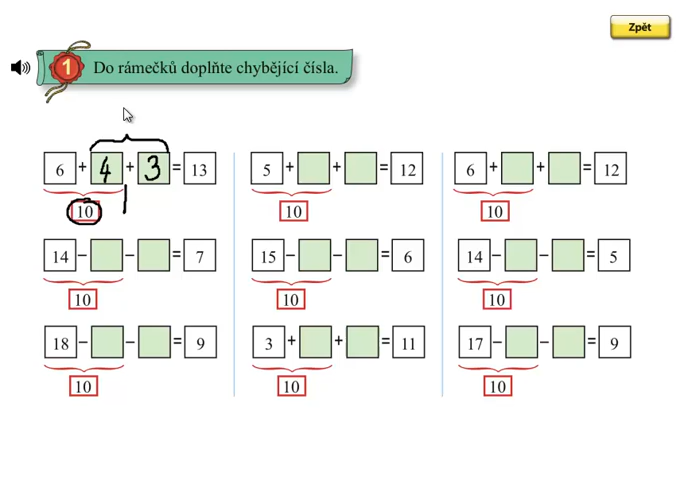 Zpět
1 Do rámečků doplňte chybějící čísla.
6 + 4 + 3 = 13
10
5 + + = 12
10
6 + + = 12
10
14 - - = 7
10
15 - - = 6
10
14 - - = 5
10
18 - - = 9
10
3 + + = 11
10
17 - - = 9
10